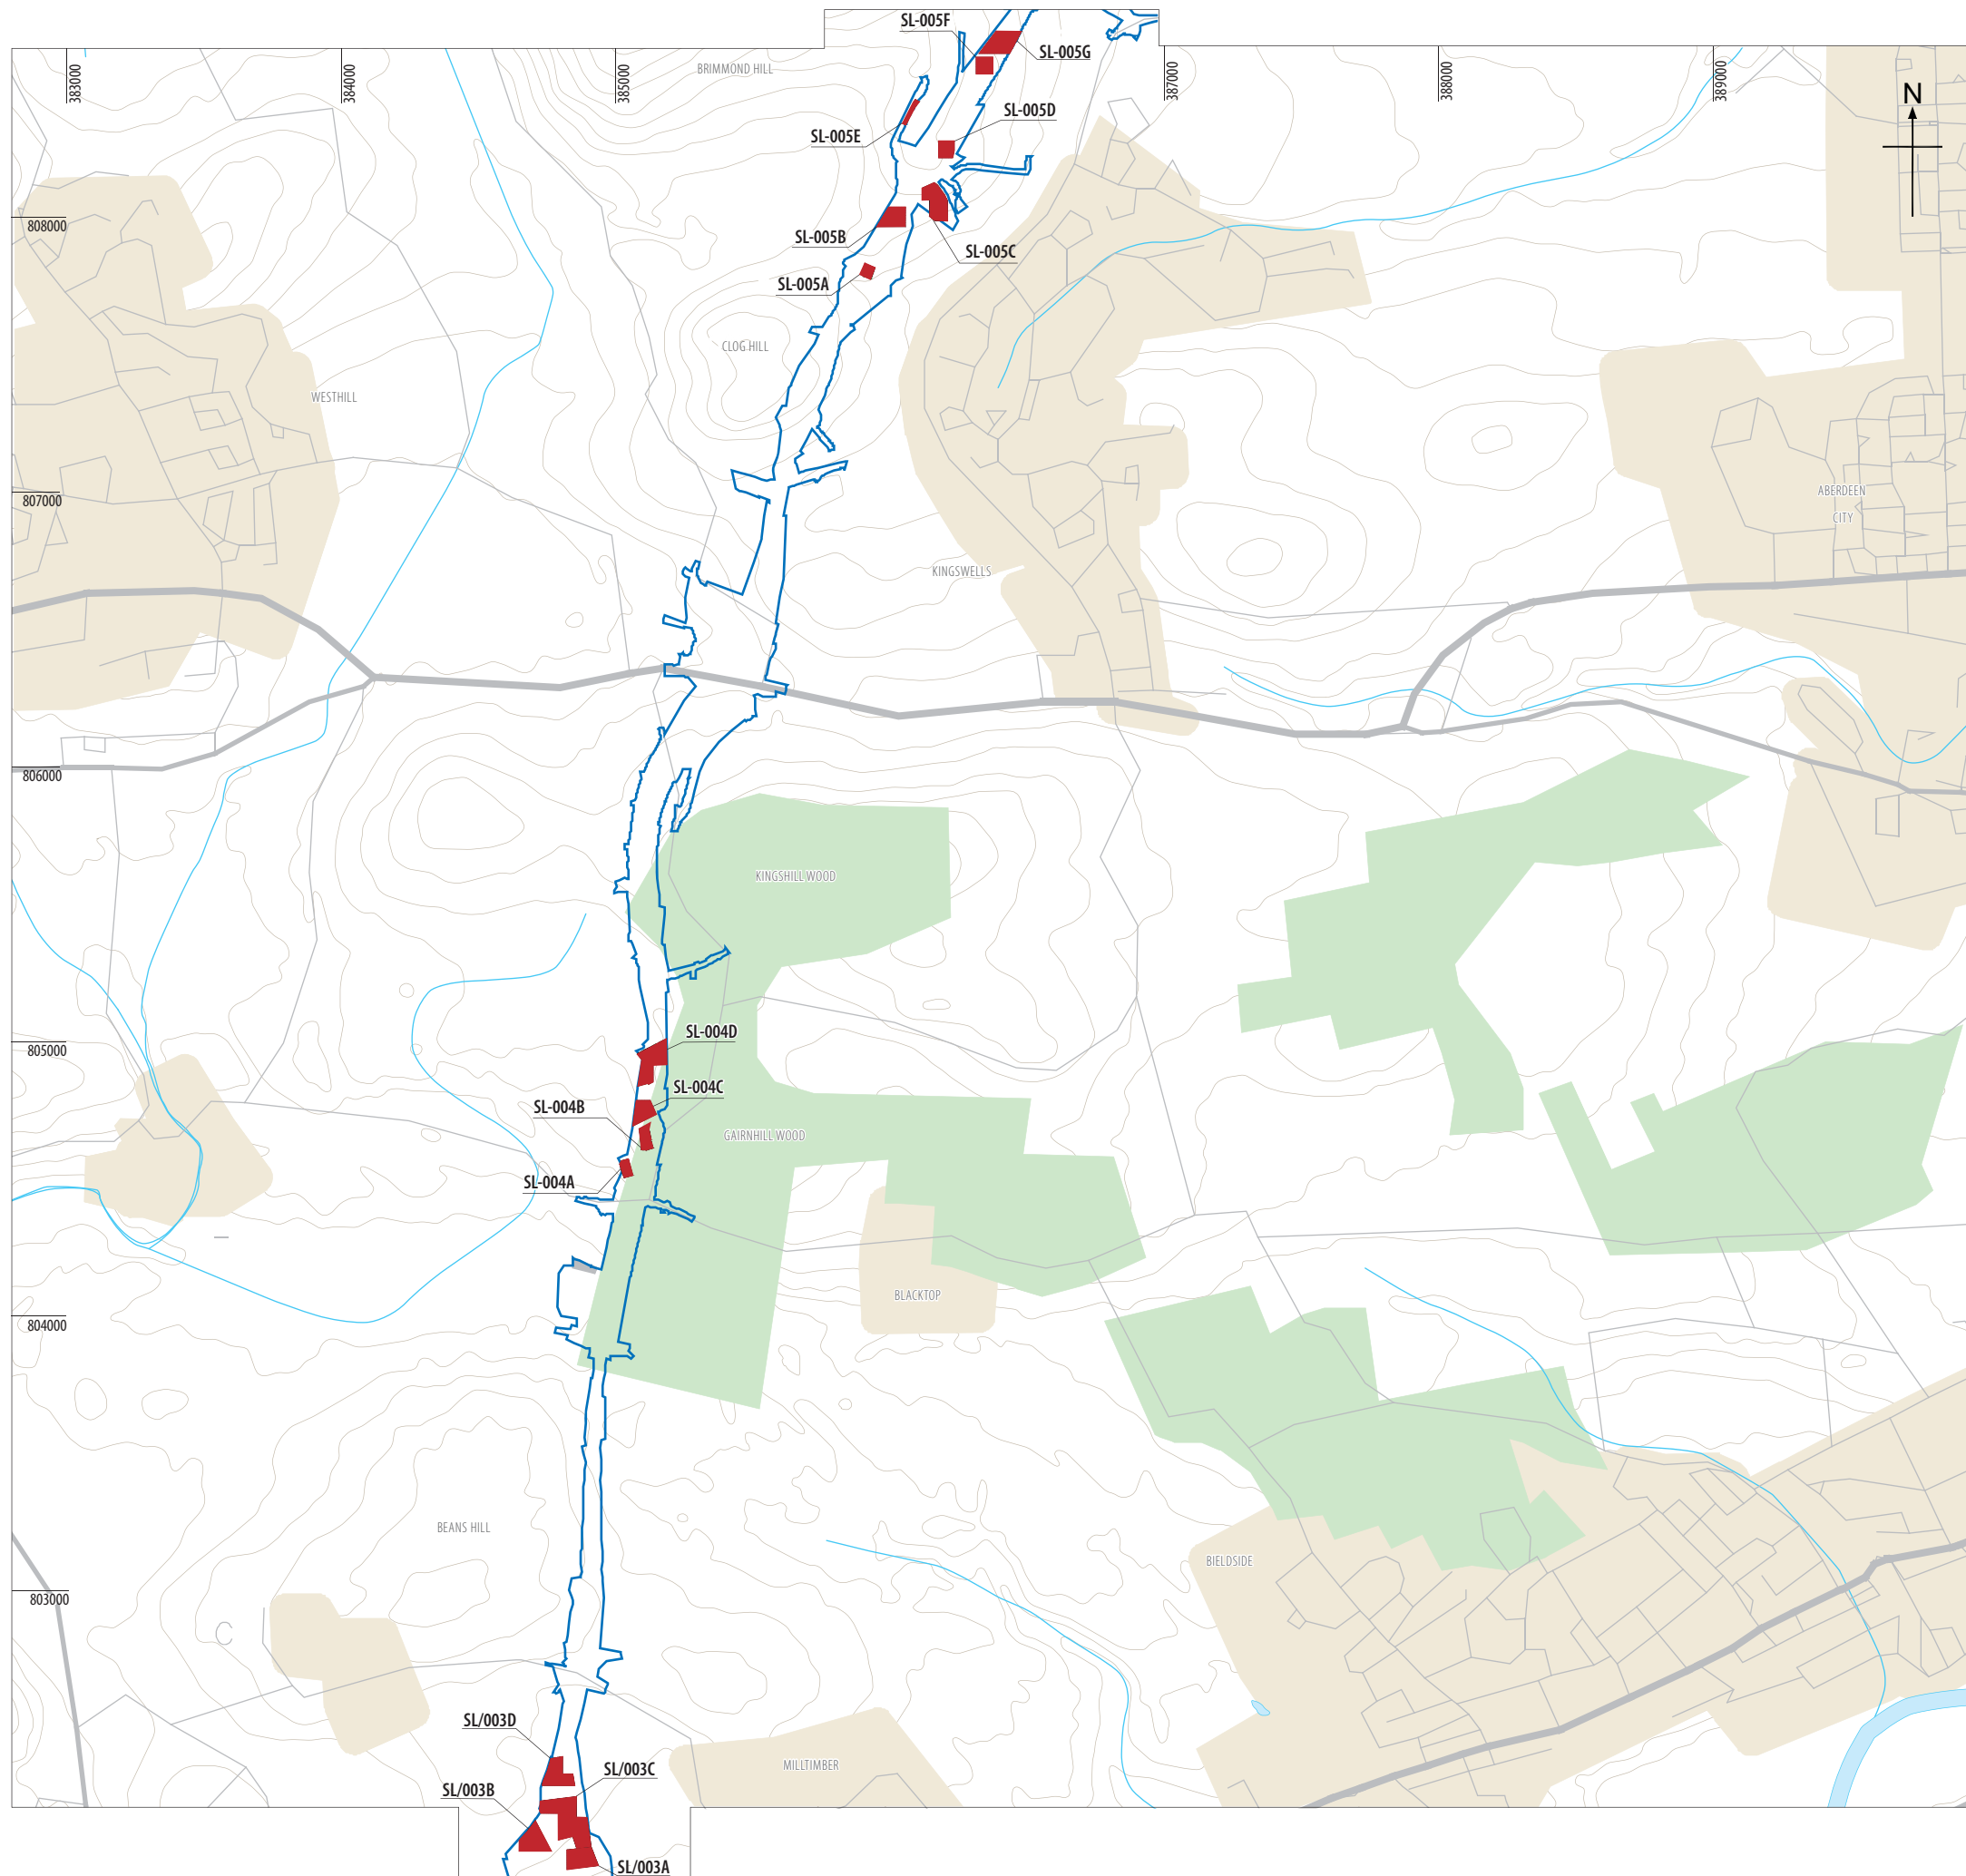 SL-005F
SL-005G
383000
384000
385000
387000
388000
389000
BRIMMOND HILL
N
SL-005D
SL-005E
808000
SL-005B
SL-005C
SL-005A
CLOG HILL
WESTHILL
807000
ABERDEEN
CITY
KINGSWELLS
806000
KINGSHILL WOOD
SL-004D
805000
SL-004C
SL-004B
GAIRNHILL WOOD
SL-004A
BLACKTOP
804000
BEANS HILL
BIELDSIDE
803000
SL/003D
MILLTIMBER
SL/003C
SL/003B
SL/003A